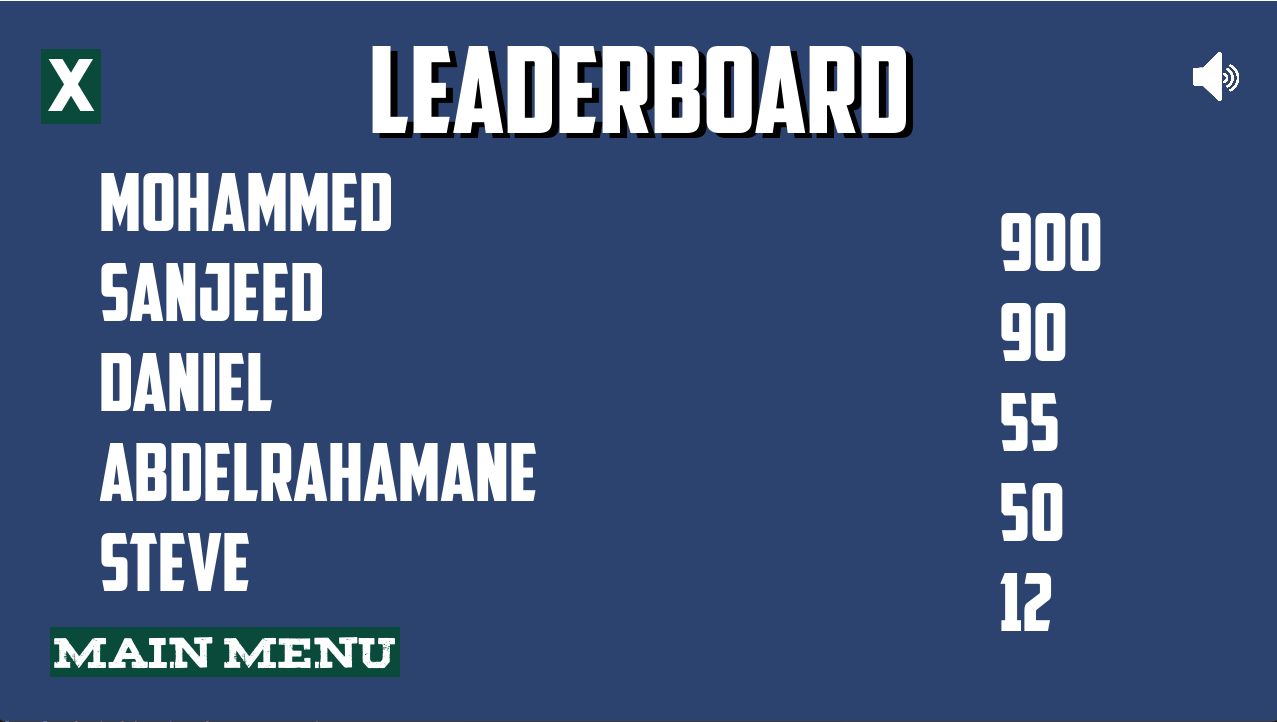 X
LEADERBOARD
MOHAMMED
900
SANJEED
90
DANIEL
55
ABDELRAHAMANE
50
STEVE
12
MAIN MENU